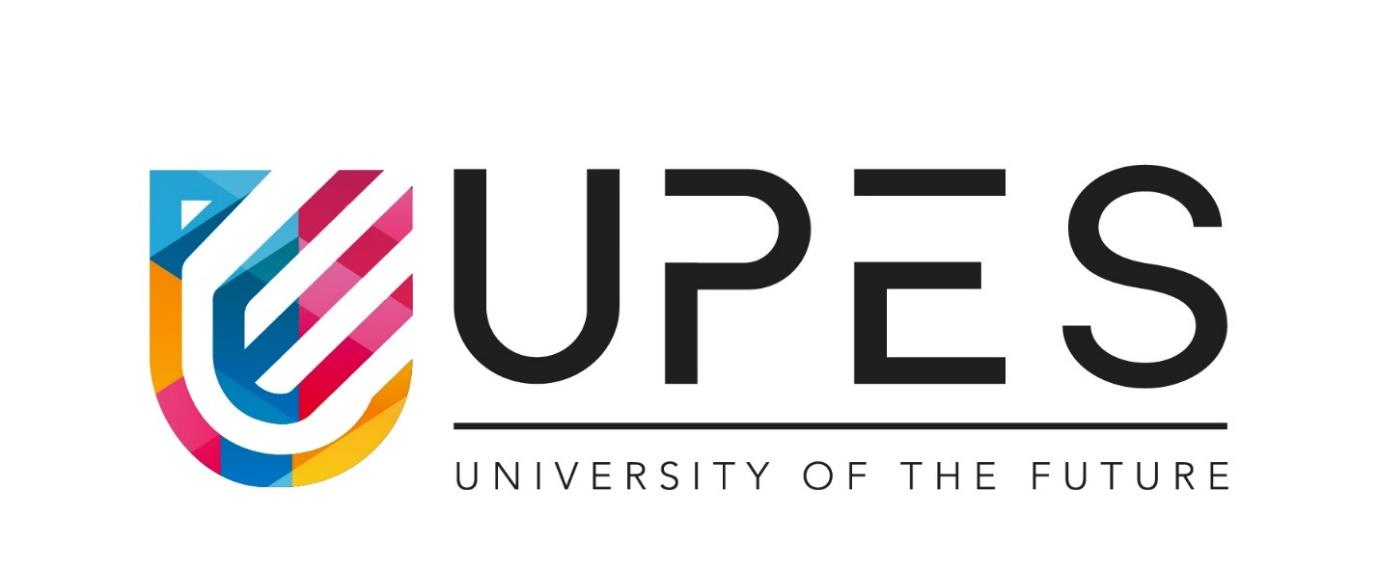 UPES
UNIVERSITY OF THE FUTURE